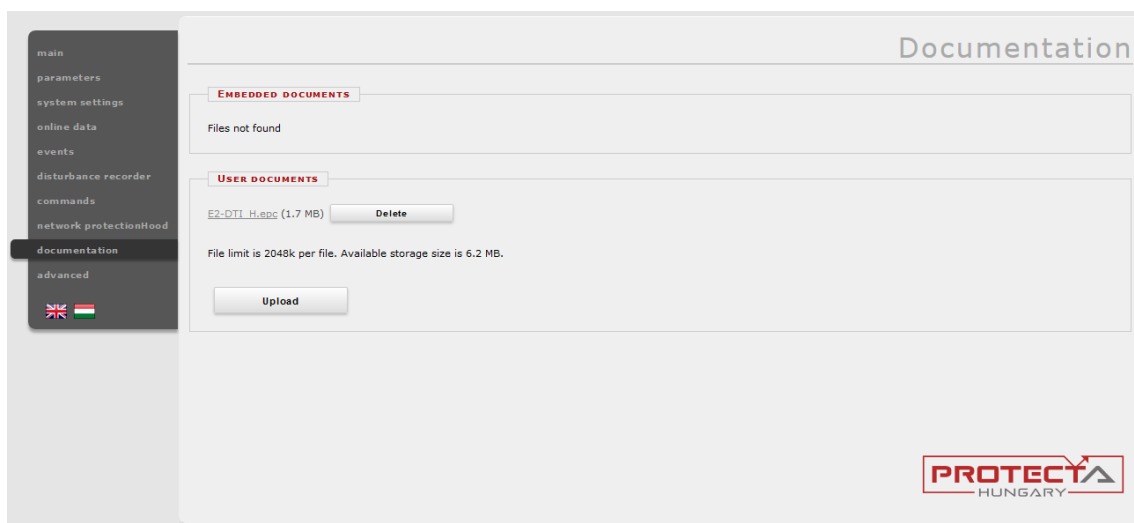 main
parameters
system settings
online data
events
disturbance recorder
commands
network protectionHood
documentation
advanced
Documentation
EMBEDDED DOCUMENTS
Files not found
USER DOCUMENTS
E2-DTI_H.epc (1.7 MB) Delete
File limit is 2048k per file. Available storage size is 6.2 MB.
Upload
PROTECTA
HUNGARY